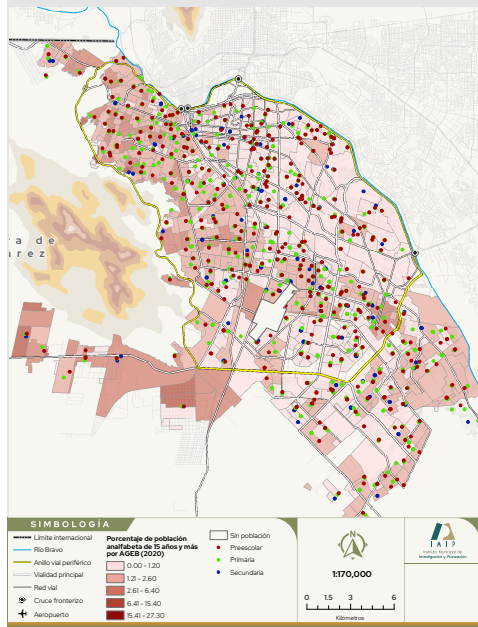 a de
arez
SIMBOLOGÍA
Límite internacional
Río Bravo
Anillo vial periférico
Vialidad principal
Red vial
Cruce fronterizo
Aeropuerto
Porcentaje de población
analfabeta de 15 años y más
por AGEB (2020)
0.00 - 1.20
1.21 - 2.60
2.61 - 6.40
6.41 - 15.40
15.41 - 27.30
Sin población
Preescolar
Primaria
Secundaria
N
1:170,000
0 1.5 3 6
Kilómetros
IMIP
Instituto Municipal de
Investigación y Planeación